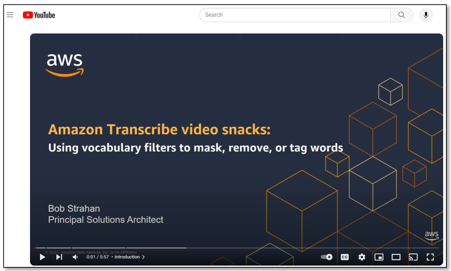 YouTube
Search
aws
Amazon Transcribe video snacks:
Using vocabulary filters to mask, remove, or tag words
Bob Strahan
Principal Solutions Architect
aws
0:01 / 5:57 • Introduction
CC